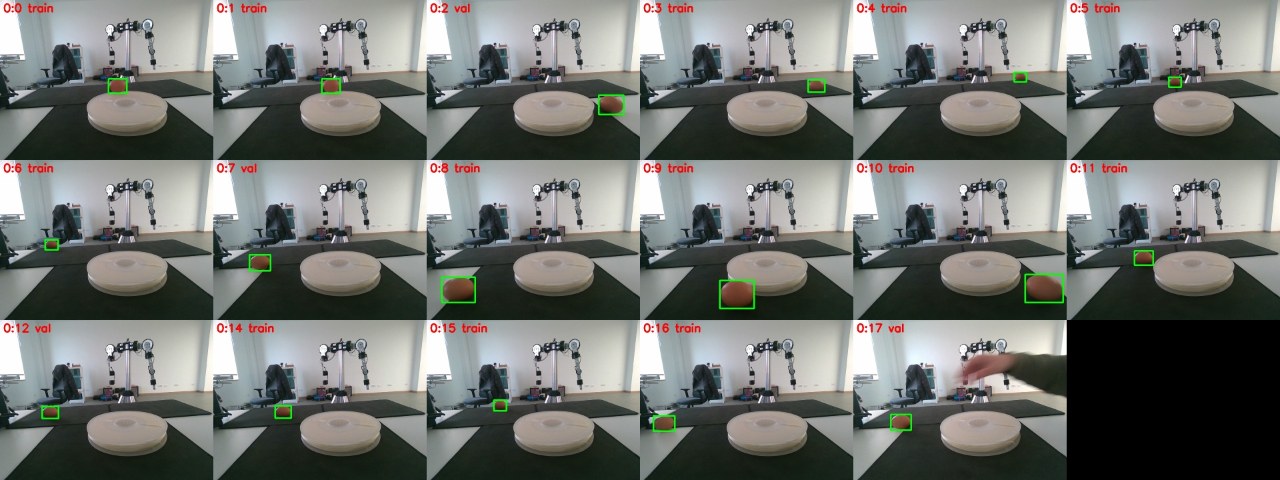 0:0 train
0:1 train
0:2 val
0:3 train
0:4 train
0:5 train
0:6 train
0:7 val
0:8 train
0:9 train
0:10 train
0:11 train
0:12 val
0:14 train
0:15 train
0:16 train
0:17 val